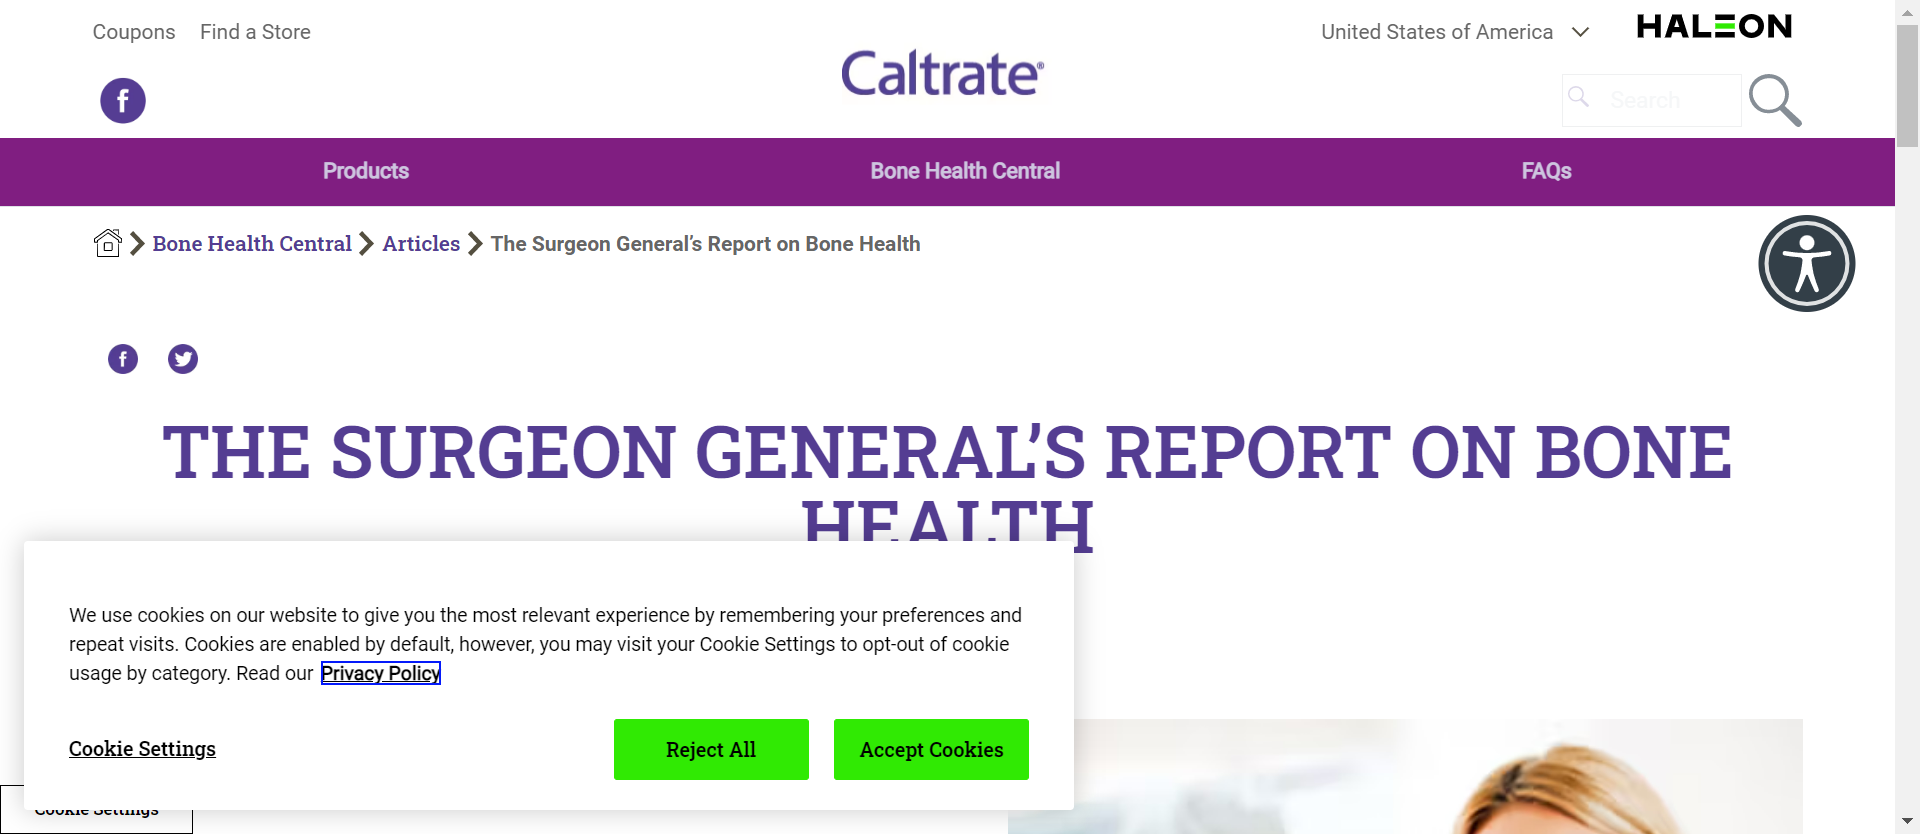 Coupons Find a Store
United States of America
HALEON
Caltrate®
Search
Products Bone Health Central FAQs
Bone Health Central Articles The Surgeon General’s Report on Bone Health
THE SURGEON GENERAL’S REPORT ON BONE
HEALTH
We use cookies on our website to give you the most relevant experience by remembering your preferences and
repeat visits. Cookies are enabled by default, however, you may visit your Cookie Settings to opt-out of cookie
usage by category. Read our Privacy Policy
Cookie Settings Reject All Accept Cookies
Cookie Settings